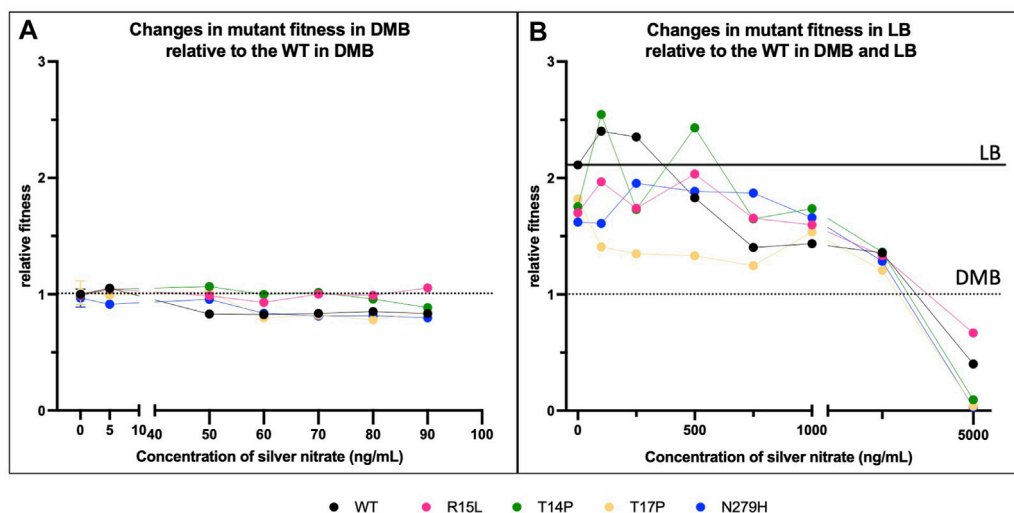 A
Changes in mutant fitness in DMB
relative to the WT in DMB
relative fitness
3
2
1
0
0 5 10 40 50 60 70 80 90 100
Concentration of silver nitrate (ng/mL)
B
Changes in mutant fitness in LB
relative to the WT in DMB and LB
relative fitness
3
2
1
0
LB
DMB
0 500 1000 5000
Concentration of silver nitrate (ng/mL)
WT R15L T14P T17P N279H